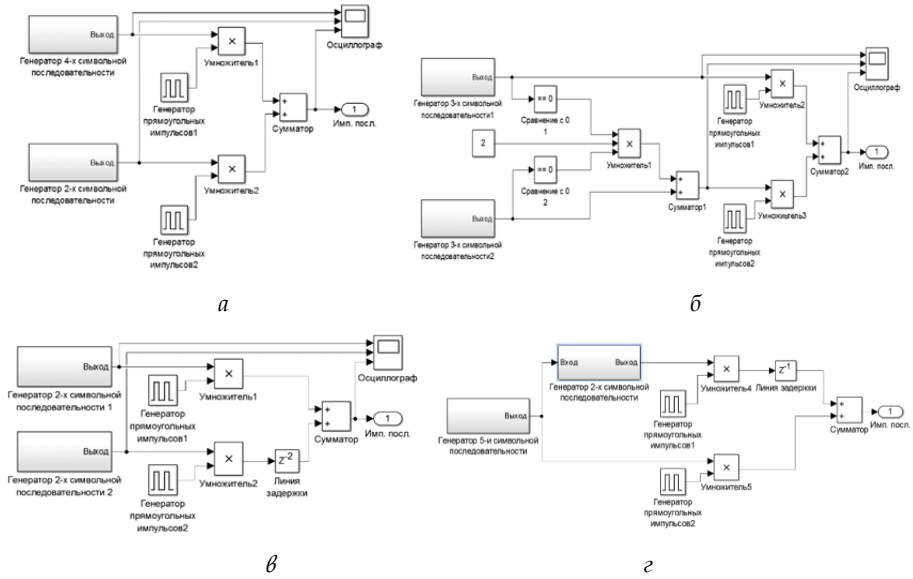 Выход
Генератор 4-х символьной
последовательности
×
Умножитель1
Осциллограф
Генератор
прямоугольных
импульсов1
+
+
Сумматор
1
Имп. посл.
Выход
Генератор 2-х символьной
последовательности
×
Умножитель2
Генератор
прямоугольных
импульсов2
а
Выход
Генератор 3-х символьной
последовательности1
== 0
Сравнение с 0
1
2
×
Умножитель1
== 0
Сравнение с 0
2
Выход
Генератор 3-х символьной
последовательности2
+
+
Сумматор1
×
Умножитель2
Генератор
прямоугольных
импульсов1
Осциллограф
+
+
Сумматор2
1
Имп. посл.
×
Умножиьтель3
Генератор
прямоугольных
импульсов2
б
Выход
Генератор 2-х символьной
последовательности 1
×
Умножитель1
Осциллограф
Генератор
прямоугольных
импульсов1
+
+
Сумматор
1
Имп. посл.
Выход
Генератор 2-х символьной
последовательности 2
×
Умножитель2
z-2
Линия
задержки
Генератор
прямоугольных
импульсов2
в
Вход Выход
Генератор 2-х символьной
последовательности
×
Умножитель4
z-1
Линия задержки
Выход
Генератор 5-и символьной
последовательности
Генератор
прямоугольных
импульсов1
+
+
Сумматор
1
Имп. посл.
×
Умножитель5
Генератор
прямоугольных
импульсов2
г